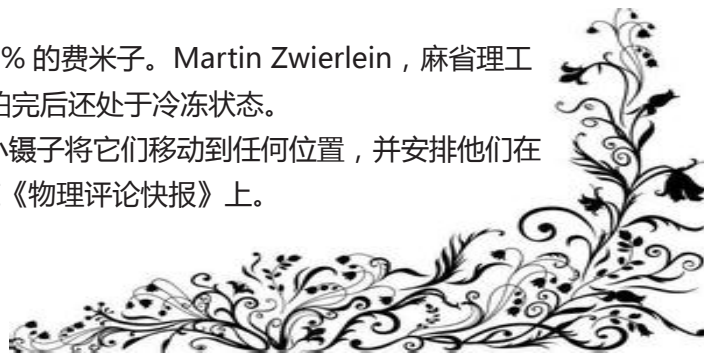 % 的费米子。Martin Zwierlein，麻省理工
完后还处于冷冻状态。
镊子将它们移动到任何位置，并安排他们在
《物理评论快报》上。